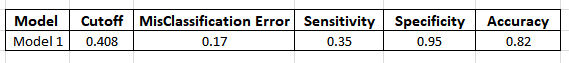 Model Cutoff MisClassification Error Sensitivity Specificity Accuracy
Model 1 0.408 0.17 0.35 0.95 0.82